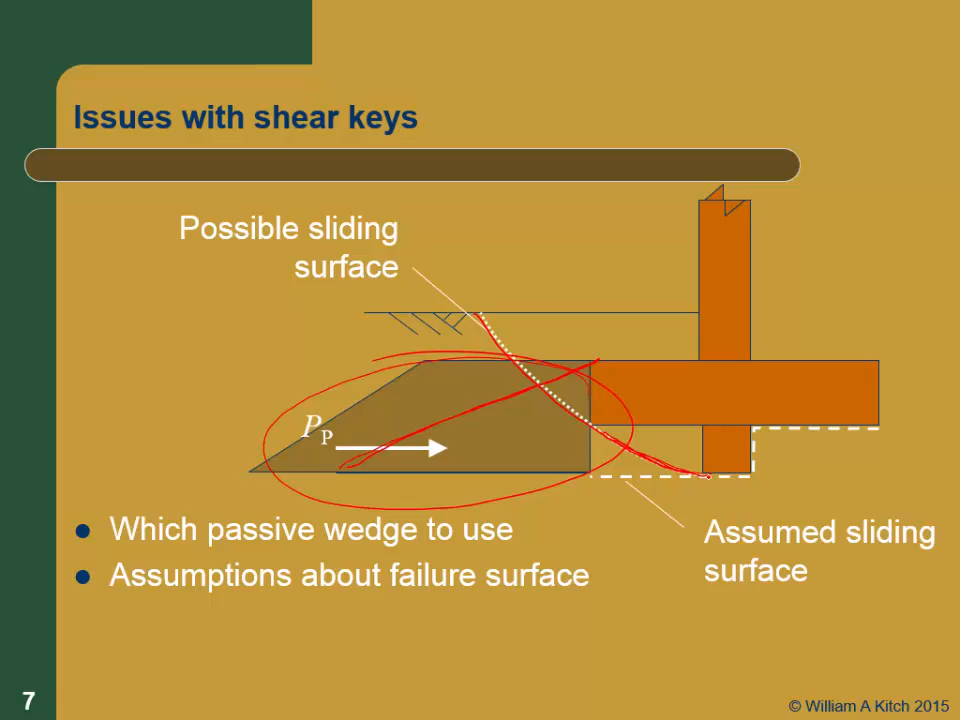 Issues with shear keys
Possible sliding
surface
PP
Which passive wedge to use
Assumptions about failure surface
Assumed sliding
surface
7
© William A Kitch 2015